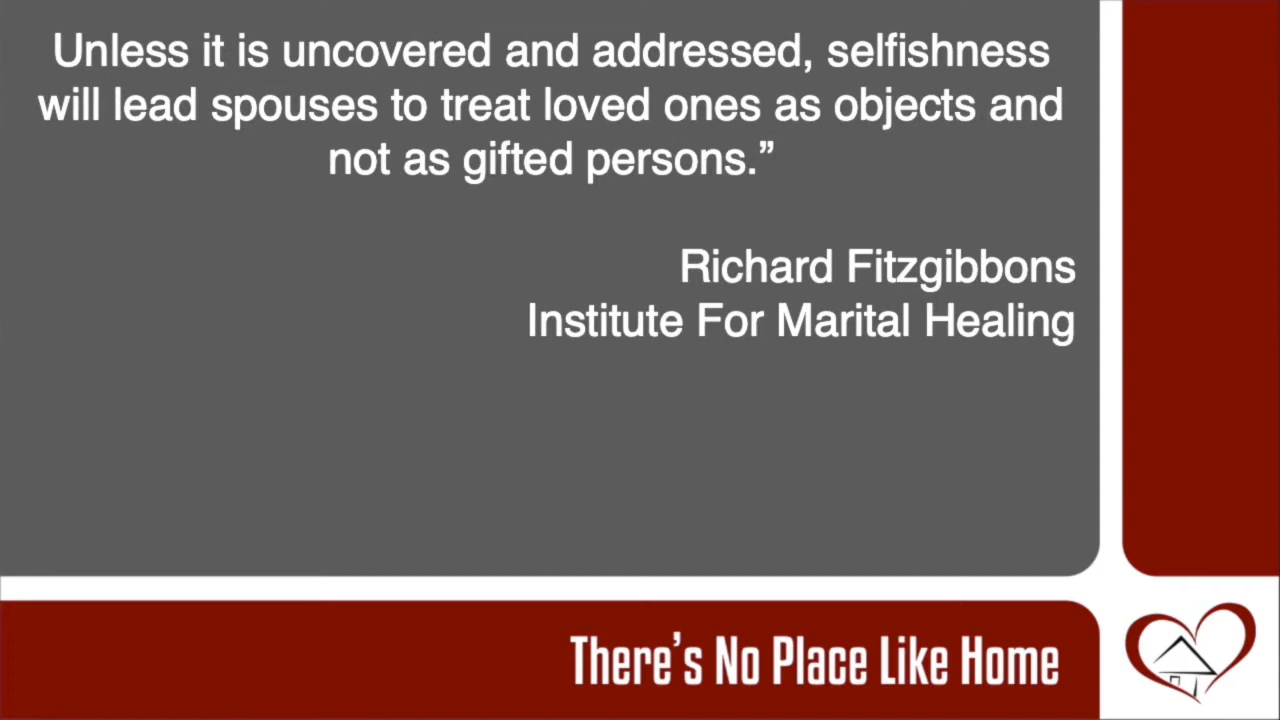 Unless it is uncovered and addressed, selfishness
will lead spouses to treat loved ones as objects and
not as gifted persons.”
Richard Fitzgibbons
Institute For Marital Healing
There’s No Place Like Home